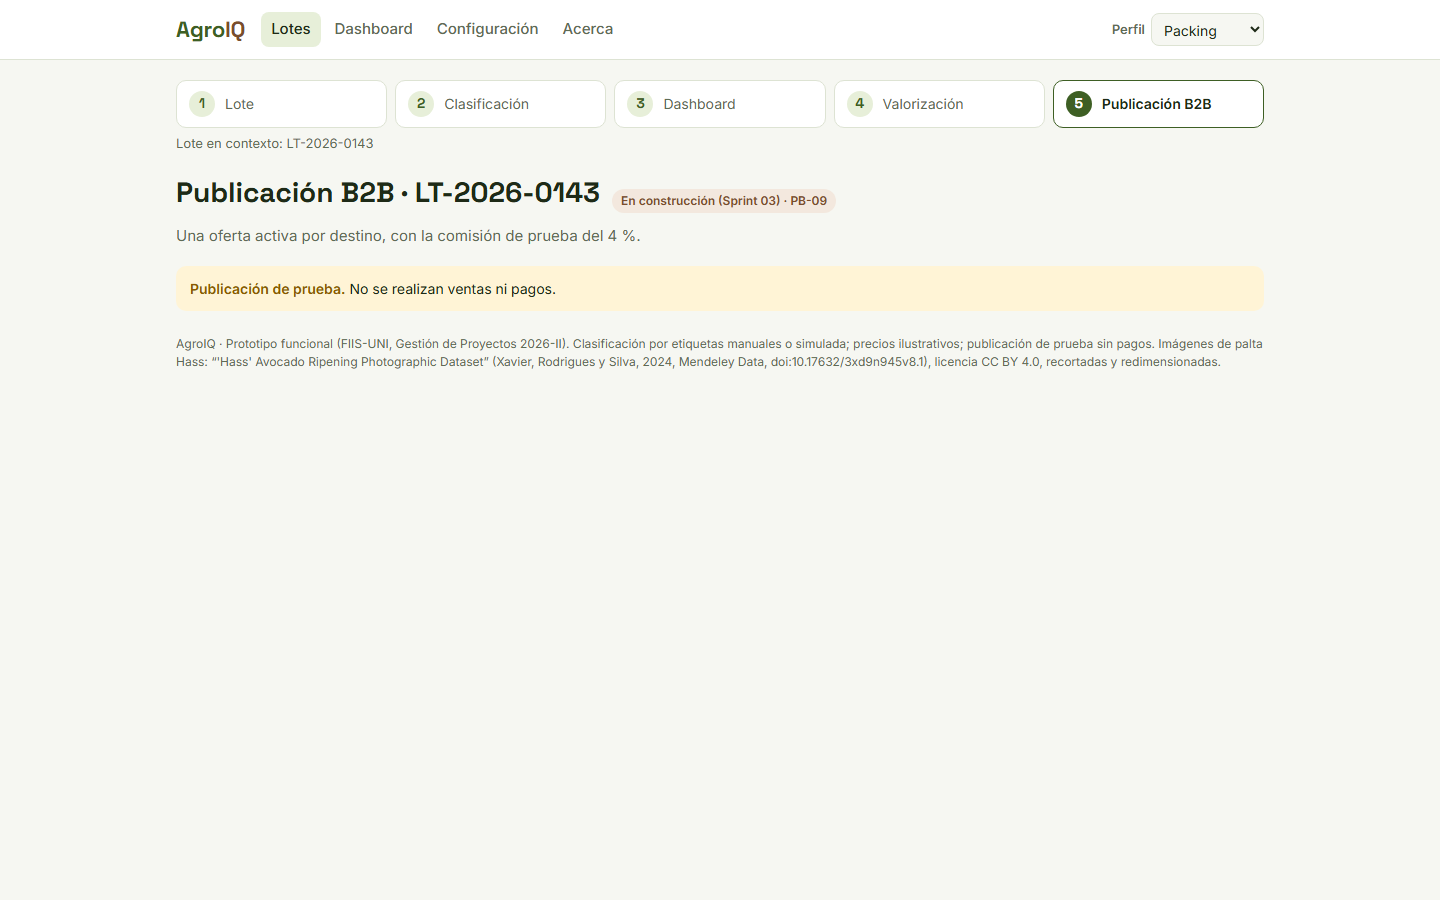 AgroIQ Lotes Dashboard Configuración Acerca Perfil Packing
1 Lote 2 Clasificación 3 Dashboard 4 Valorización 5 Publicación B2B
Lote en contexto: LT-2026-0143
Publicación B2B · LT-2026-0143 En construcción (Sprint 03) · PB-09
Una oferta activa por destino, con la comisión de prueba del 4 %.
Publicación de prueba. No se realizan ventas ni pagos.
AgroIQ · Prototipo funcional (FIIS-UNI, Gestión de Proyectos 2026-II). Clasificación por etiquetas manuales o simulada; precios ilustrativos; publicación de prueba sin pagos. Imágenes de palta
Hass: “'Hass' Avocado Ripening Photographic Dataset” (Xavier, Rodrigues y Silva, 2024, Mendeley Data, doi:10.17632/3xd9n945v8.1), licencia CC BY 4.0, recortadas y redimensionadas.